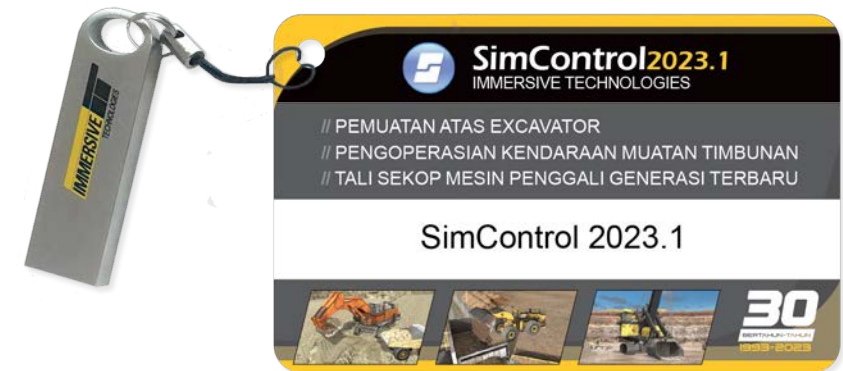 IMMERSIVE
TECHNOLOGIES
SimControl2023.1
IMMERSIVE TECHNOLOGIES
// PEMUATAN ATAS EXCAVATOR
// PENGOPERASIAN KENDARAAN MUATAN TIMBUNAN
// TALI SEKOP MESIN PENGGALI GENERASI TERBARU
SimControl 2023.1
30
BERTAHUN-TAHUN
1993-2023